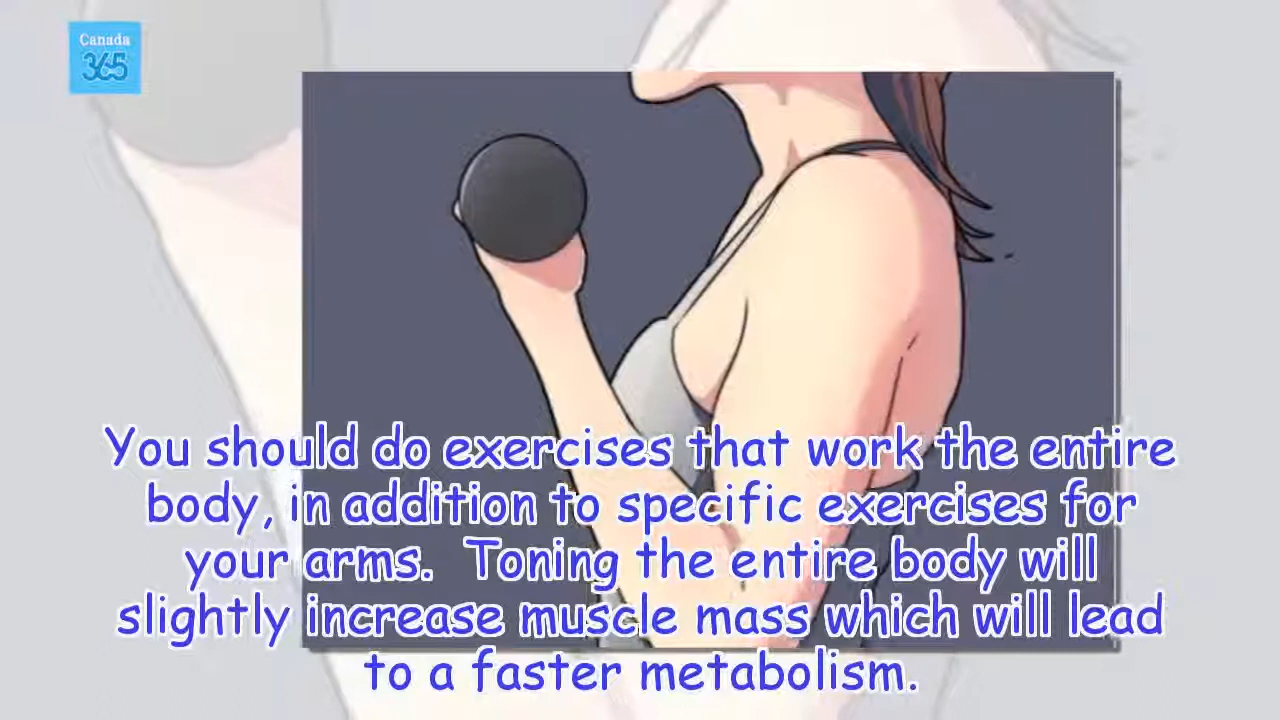 Canada
365
You should do exercises that work the entire
body, in addition to specific exercises for
your arms.  Toning the entire body will
slightly increase muscle mass which will lead
to a faster metabolism.